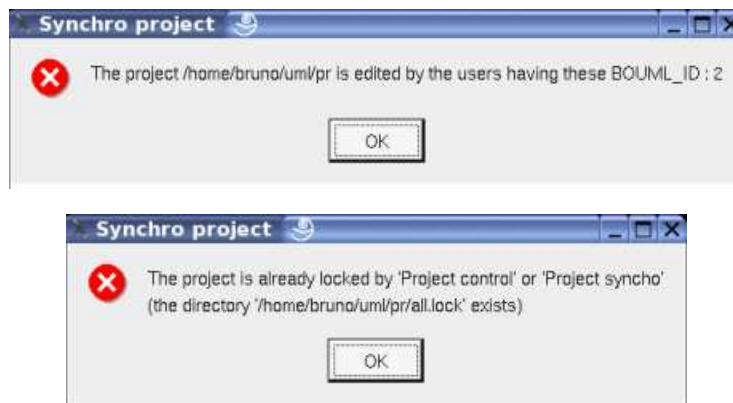 Synchro project
The project /home/bruno/uml/pr is edited by the users having these BOUML_ID : 2
OK
Synchro project
The project is already locked by 'Project control' or 'Project syncho'
(the directory '/home/bruno/uml/pr/all.lock' exists)
OK